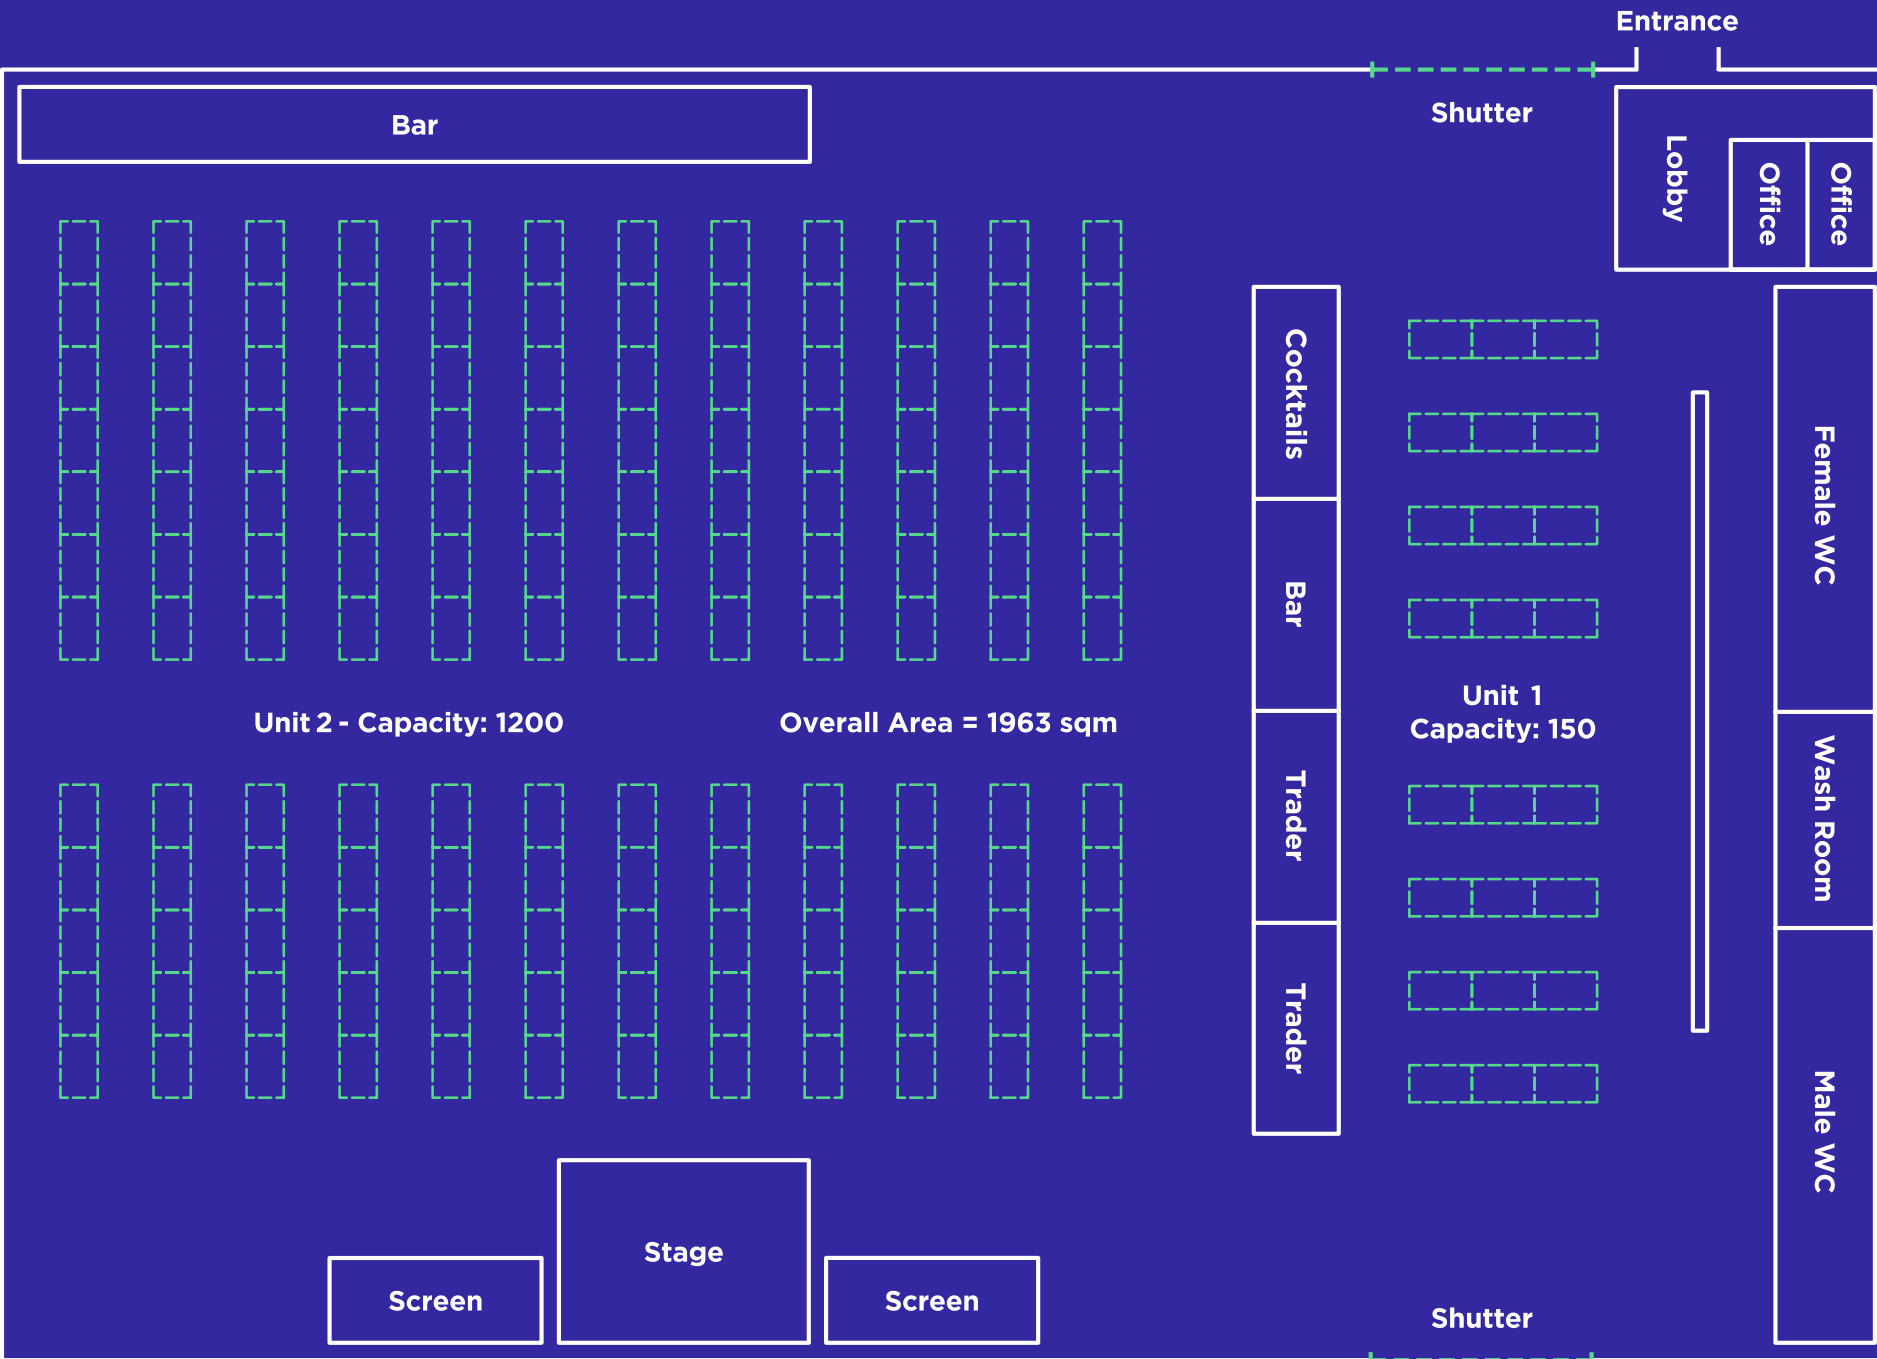 Entrance
Shutter
Bar
Lobby
Office
Office
Cocktails
Bar
Trader
Trader
Female WC
Wash Room
Male WC
Unit 2 - Capacity: 1200
Overall Area = 1963 sqm
Unit 1
Capacity: 150
Stage
Screen
Screen
Shutter